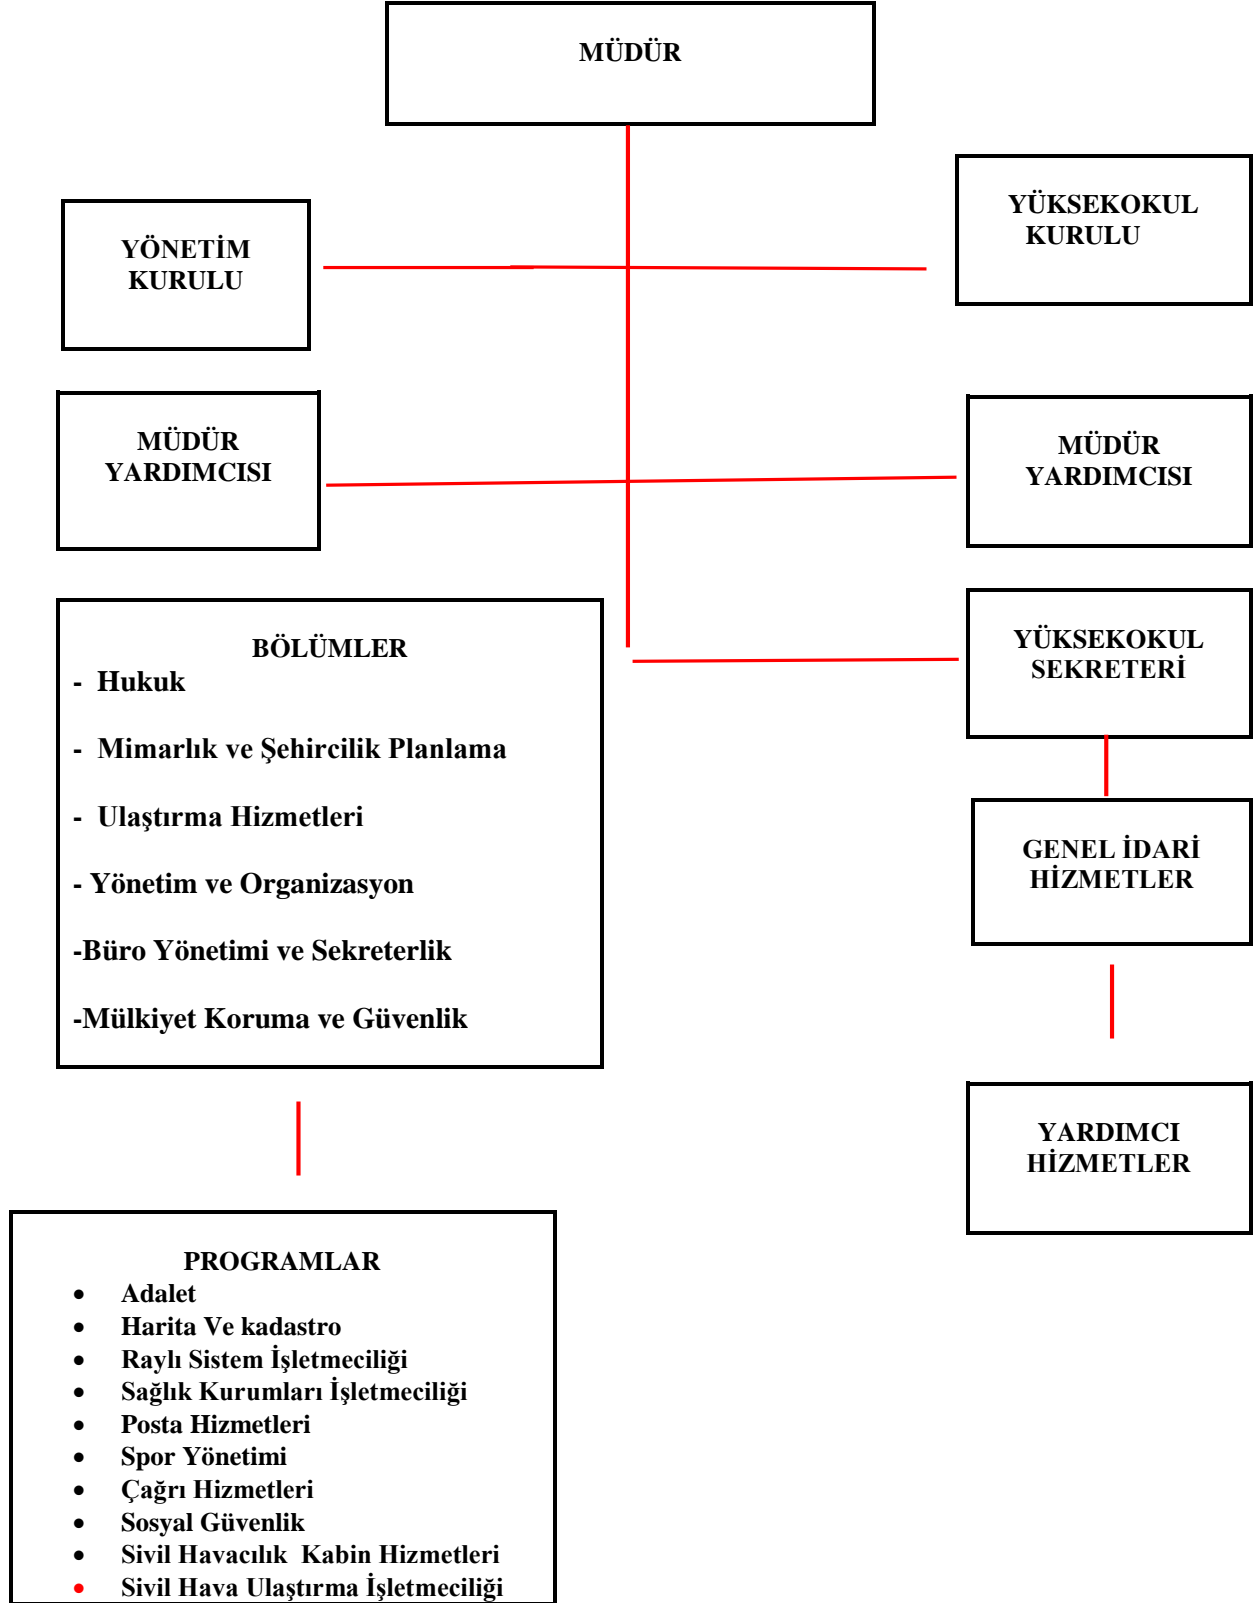 MÜDÜR
YÖNETİM
KURULU
YÜKSEKOKUL
KURULU
MÜDÜR
YARDIMCISI
MÜDÜR
YARDIMCISI
BÖLÜMLER
- Hukuk
- Mimarlık ve Şehircilik Planlama
- Ulaştırma Hizmetleri
- Yönetim ve Organizasyon
-Büro Yönetimi ve Sekreterlik
-Mülkiyet Koruma ve Güvenlik
YÜKSEKOKUL
SEKRETERİ
GENEL İDARİ
HİZMETLER
YARDIMCI
HİZMETLER
PROGRAMLAR
• Adalet
• Harita Ve kadastro
• Raylı Sistem İşletmeciliği
• Sağlık Kurumları İşletmeciliği
• Posta Hizmetleri
• Spor Yönetimi
• Çağrı Hizmetleri
• Sosyal Güvenlik
• Sivil Havacılık Kabin Hizmetleri
• Sivil Hava Ulaştırma İşletmeciliği